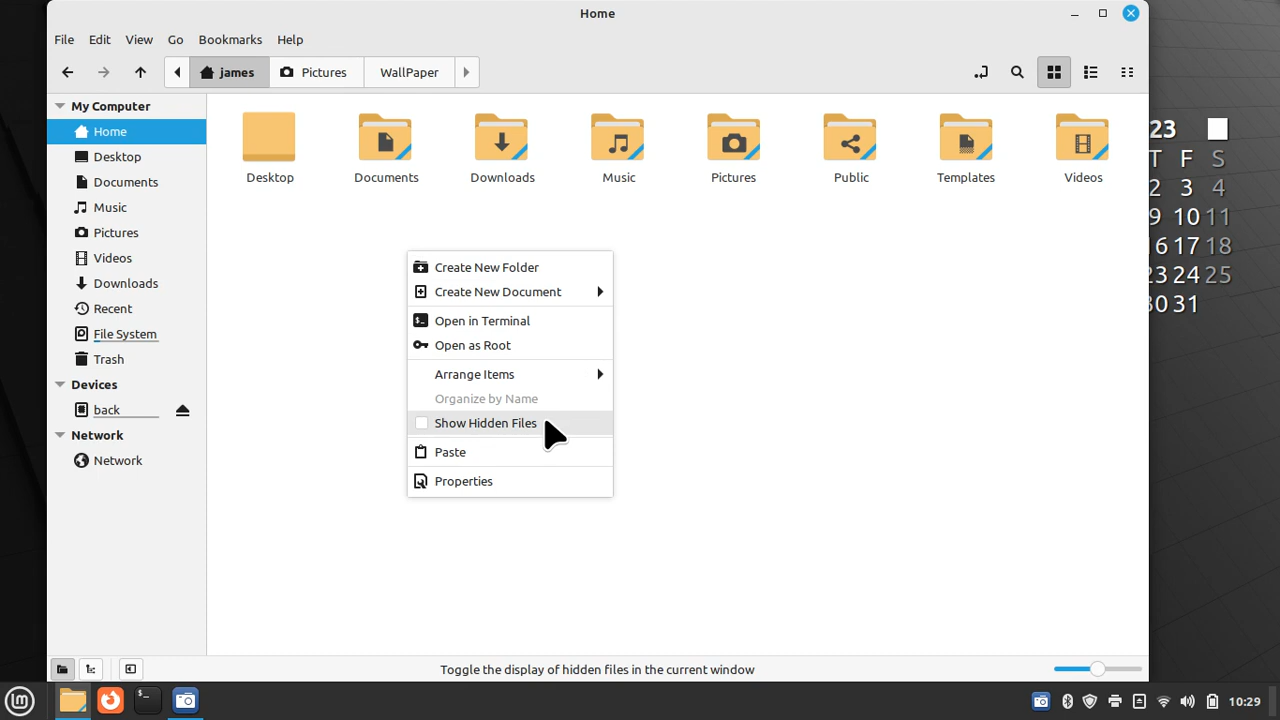 Home
File Edit View Go Bookmarks Help
james Pictures WallPaper
My Computer
Home
Desktop
Documents
Music
Pictures
Videos
Downloads
Recent
File System
Trash
Devices
back
Network
Network
Desktop Documents Downloads Music Pictures Public Templates Videos
Create New Folder
Create New Document
Open in Terminal
Open as Root
Arrange Items
Organize by Name
Show Hidden Files
Paste
Properties
Toggle the display of hidden files in the current window
23
T F S
2 3 4
9 10 11
16 17 18
23 24 25
30 31
10:29